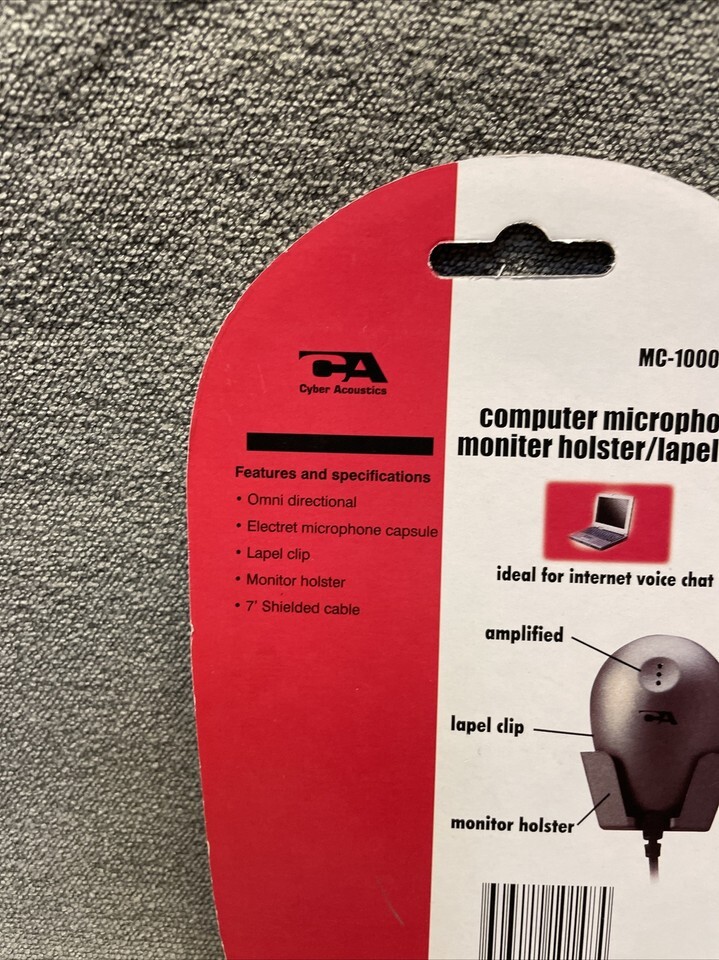 CA
Cyber Acoustics
Features and specifications
• Omni directional
• Electret microphone capsule
• Lapel clip
• Monitor holster
• 7' Shielded cable
MC-1000
computer micropho
moniter holster/lapel
ideal for internet voice chat
amplified
CA
lapel clip
monitor holster